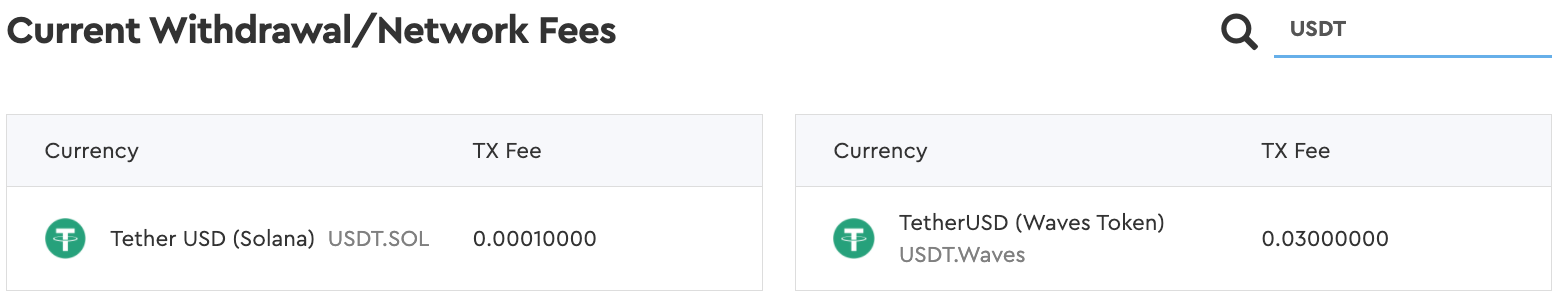 Current Withdrawal/Network Fees
USDT
Currency TX Fee
Tether USD (Solana) USDT.SOL 0.00010000
Currency TX Fee
TetherUSD (Waves Token)
USDT.Waves
0.03000000